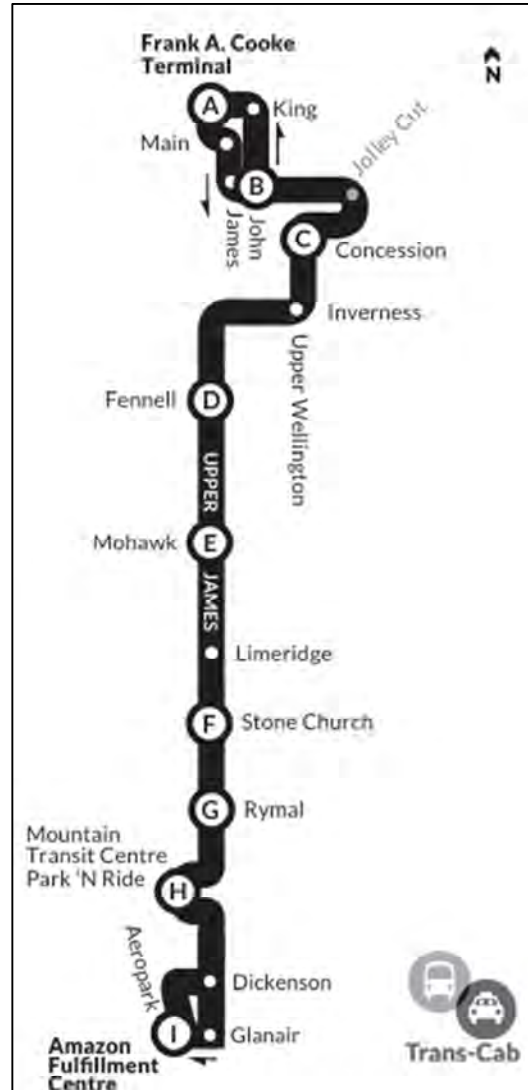 Frank A. Cooke
Terminal
N
A
King
Main
Jolley Cut
B
James
John
C
Concession
Inverness
Upper Wellington
Fennell
D
UPPER
Mohawk
E
JAMES
Limeridge
F
Stone Church
G
Rymal
Mountain
Transit Centre
Park 'N Ride
H
Aeropark
Dickenson
I
Glanair
Amazon
Fulfillment
Centre
Trans-Cab